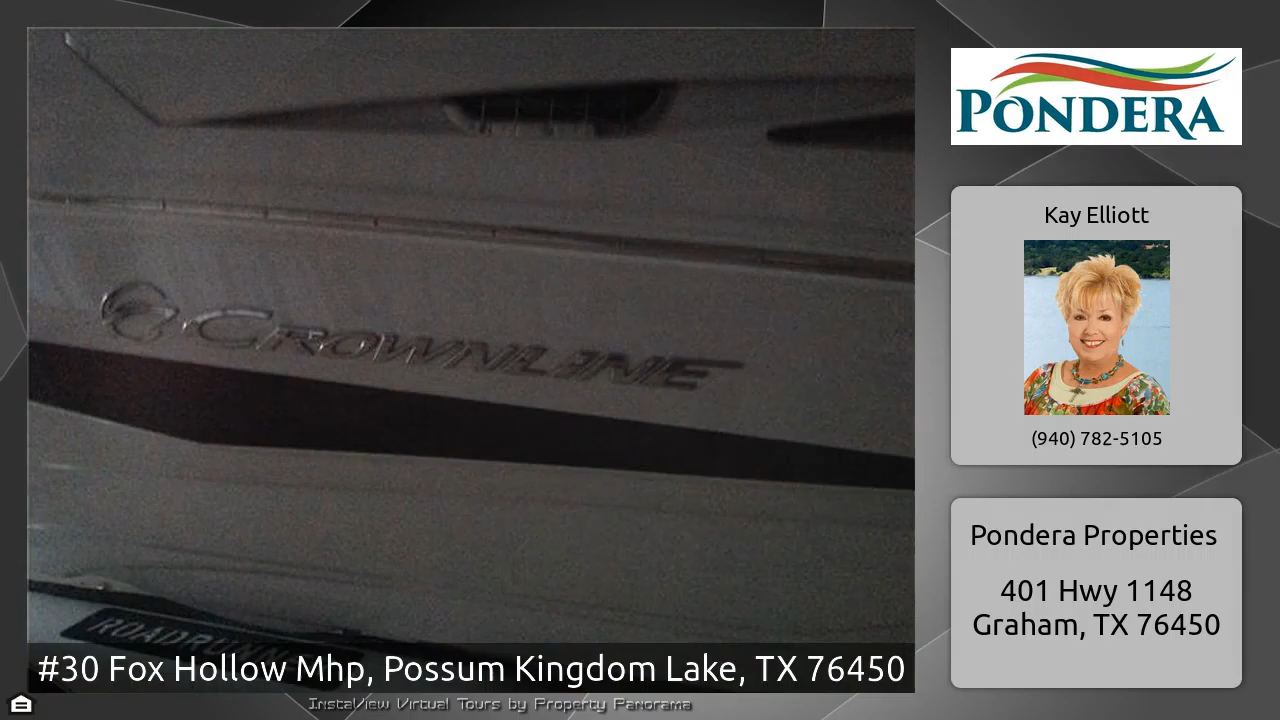 CROWNLINE
#30 Fox Hollow Mhp, Possum Kingdom Lake, TX 76450
InstaView Virtual Tours by Property Panorama
PONDERA
Kay Elliott
(940) 782-5105
Pondera Properties
401 Hwy 1148
Graham, TX 76450